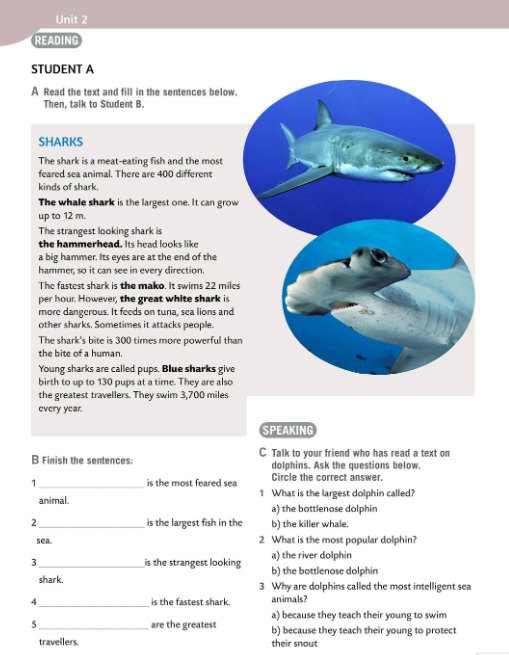 Unit 2
READING
STUDENT A
A Read the text and fill in the sentences below.
Then, talk to Student B.
SHARKS
The shark is a meat-eating fish and the most
feared sea animal. There are 400 different
kinds of shark.
The whale shark is the largest one. It can grow
up to 12 m.
The strangest looking shark is
the hammerhead. Its head looks like
a big hammer. Its eyes are at the end of the
hammer, so it can see in every direction.
The fastest shark is the mako. It swims 22 miles
per hour. However, the great white shark is
more dangerous. It feeds on tuna, sea lions and
other sharks. Sometimes it attacks people.
The shark's bite is 300 times more powerful than
the bite of a human.
Young sharks are called pups. Blue sharks give
birth to up to 130 pups at a time. They are also
the greatest travellers. They swim 3,700 miles
every year.
B Finish the sentences:
1 ____________________ is the most feared sea
animal.
2 ____________________ is the largest fish in the
sea.
3 ____________________is the strangest looking
shark.
4 ____________________ is the fastest shark.
5 ____________________ are the greatest
travellers.
SPEAKING
C Talk to your friend who has read a text on
dolphins. Ask the questions below.
Circle the correct answer.
1 What is the largest dolphin called?
a) the bottlenose dolphin
b) the killer whale.
2 What is the most popular dolphin?
a) the river dolphin
b) the bottlenose dolphin
3 Why are dolphins called the most intelligent sea
animals?
a) because they teach their young to swim
b) because they teach their young to protect
their snout